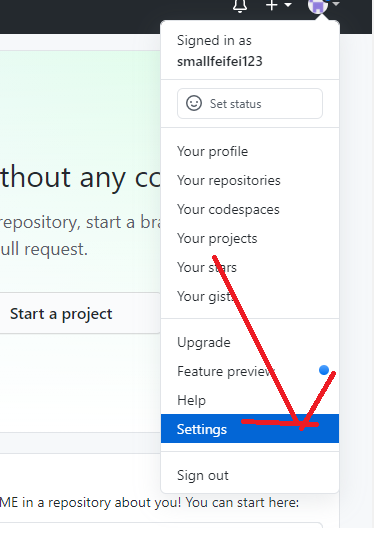 Signed in as
smallfeifei123
Set status
Your profile
thout any co
Your repositories
Your codespaces
repository, start a bra
Your projects
ull request.
Your stars
Your gists
Start a project
Upgrade
Feature preview
Help
Settings
Sign out
ME in a repository about you! You can start here: